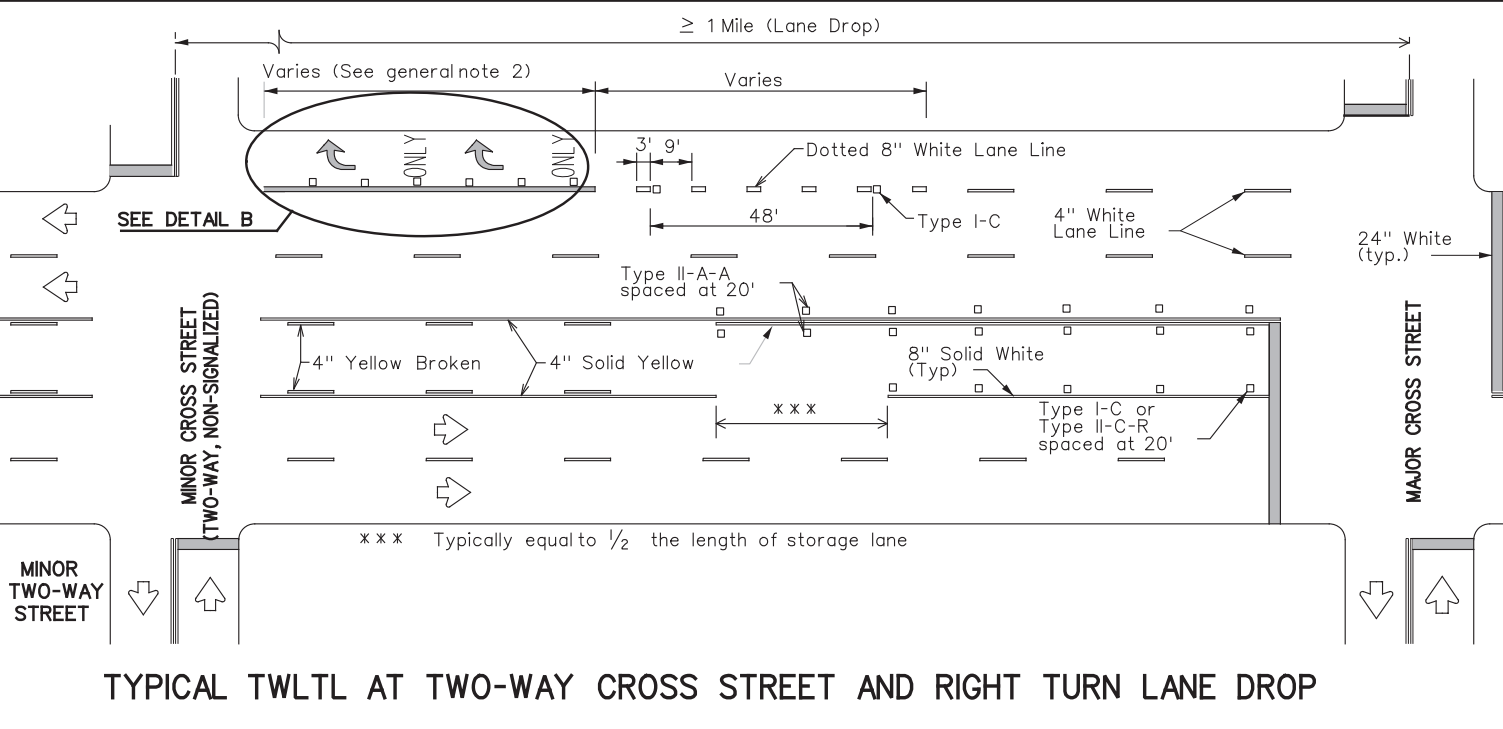 ≥ 1 Mile (Lane Drop)
Varies (See general note 2)
Varies
ONLY
ONLY
3'
9'
Dotted 8" White Lane Line
SEE DETAIL B
48'
Type I-C
4" White
Lane Line
24" White
(typ.)
Type II-A-A
spaced at 20'
MINOR CROSS STREET
(TWO-WAY, NON-SIGNALIZED)
4" Yellow Broken
4" Solid Yellow
8" Solid White
(Typ)
***
Type I-C or
Type II-C-R
spaced at 20'
MAJOR CROSS STREET
*** Typically equal to 1/2 the length of storage lane
MINOR
TWO-WAY
STREET
TYPICAL TWLTL AT TWO-WAY CROSS STREET AND RIGHT TURN LANE DROP